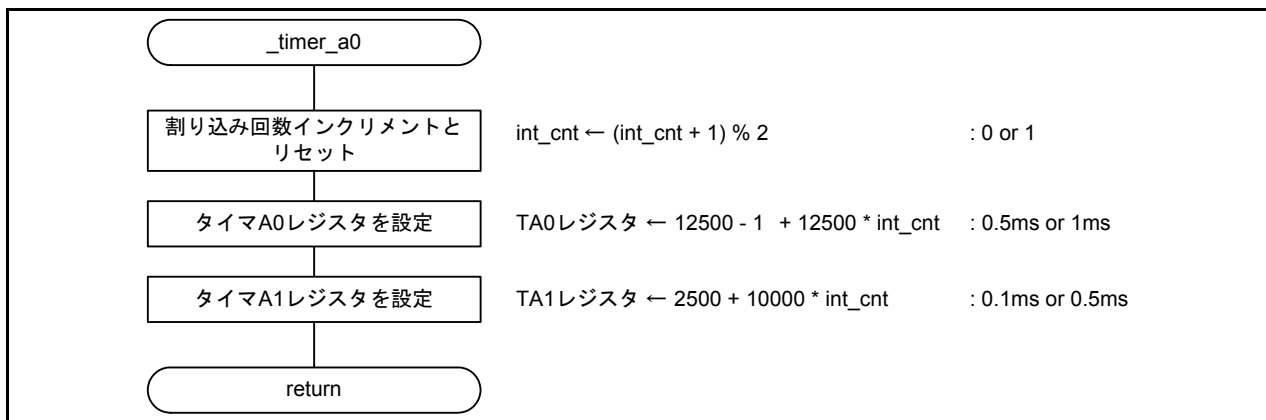 _timer_a0
割り込み回数インクリメントと
リセット
int_cnt ← (int_cnt + 1) % 2 : 0 or 1
タイマA0レジスタを設定
TA0レジスタ ← 12500 - 1 + 12500 * int_cnt : 0.5ms or 1ms
タイマA1レジスタを設定
TA1レジスタ ← 2500 + 10000 * int_cnt : 0.1ms or 0.5ms
return